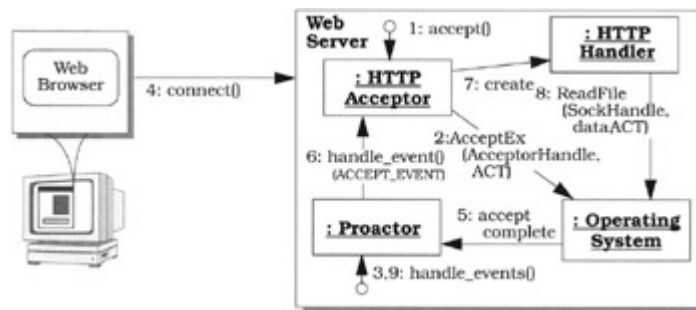 Web
Browser
4: connect()
Web
Server
1: accept()
: HTTP
Acceptor
: HTTP
Handler
7: create
8: ReadFile
(SockHandle,
dataACT)
2:AcceptEx
(AcceptorHandle,
ACT)
6: handle_event()
(ACCEPT_EVENT)
5: accept
complete
: Proactor
: Operating
System
3,9: handle_events()